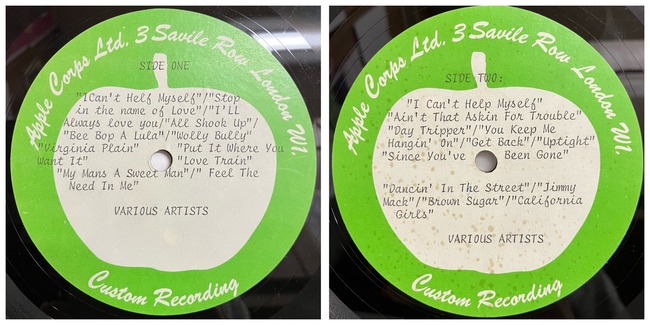 Apple Corps Ltd. 3 Savile Row London W1.
SIDE ONE
"ICan't Helf Myself"/"Stop
in the name of Love"/"I'LL
Always love you/"All Shook Up"/
"Bee Bop A Lula"/"Wolly Bully"
"Virginia Plain" "Put It Where You
Want It" "Love Train"
"My Mans A Sweet Man"/" Feel The
Need In Me"
VARIOUS ARTISTS
Custom Recording
Apple Corps Ltd. 3 Savile Row London W1.
SIDE TWO:
"I Can't Help Myself"
"Ain't That Askin For Trouble"
"Day Tripper"/"You Keep Me
Hangin' On"/"Get Back"/"Uptight"
"Since You've Been Gone"
"Dancin' In The Street"/"Jimmy
Mack"/"Brown Sugar"/"California
Girls"
VARIOUS ARTISTS
Custom Recording